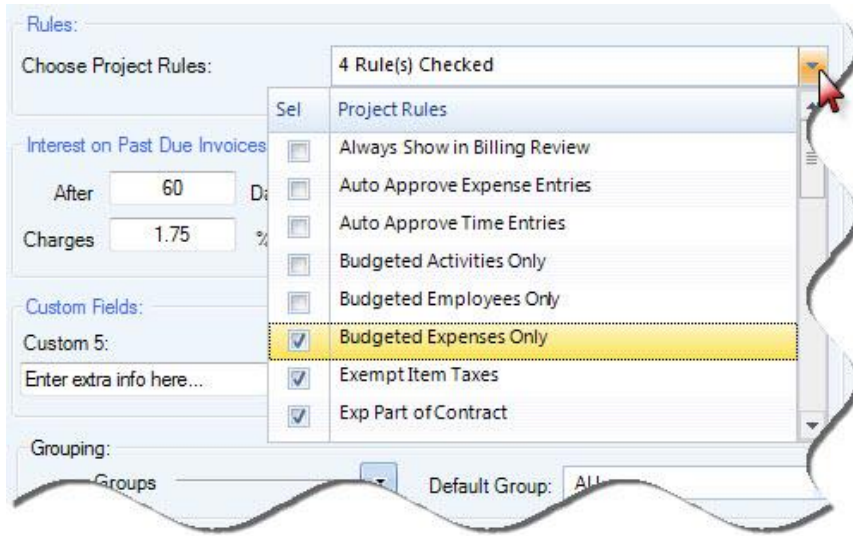 Rules:
Choose Project Rules: 4 Rule(s) Checked
Sel Project Rules
Interest on Past Due Invoices
Always Show in Billing Review
After 60
Auto Approve Expense Entries
Auto Approve Time Entries
Charges 1.75 %
Budgeted Activities Only
Budgeted Employees Only
Custom Fields:
Custom 5:
Budgeted Expenses Only
Enter extra info here...
Exempt Item Taxes
Exp Part of Contract
Grouping:
Groups
Default Group: